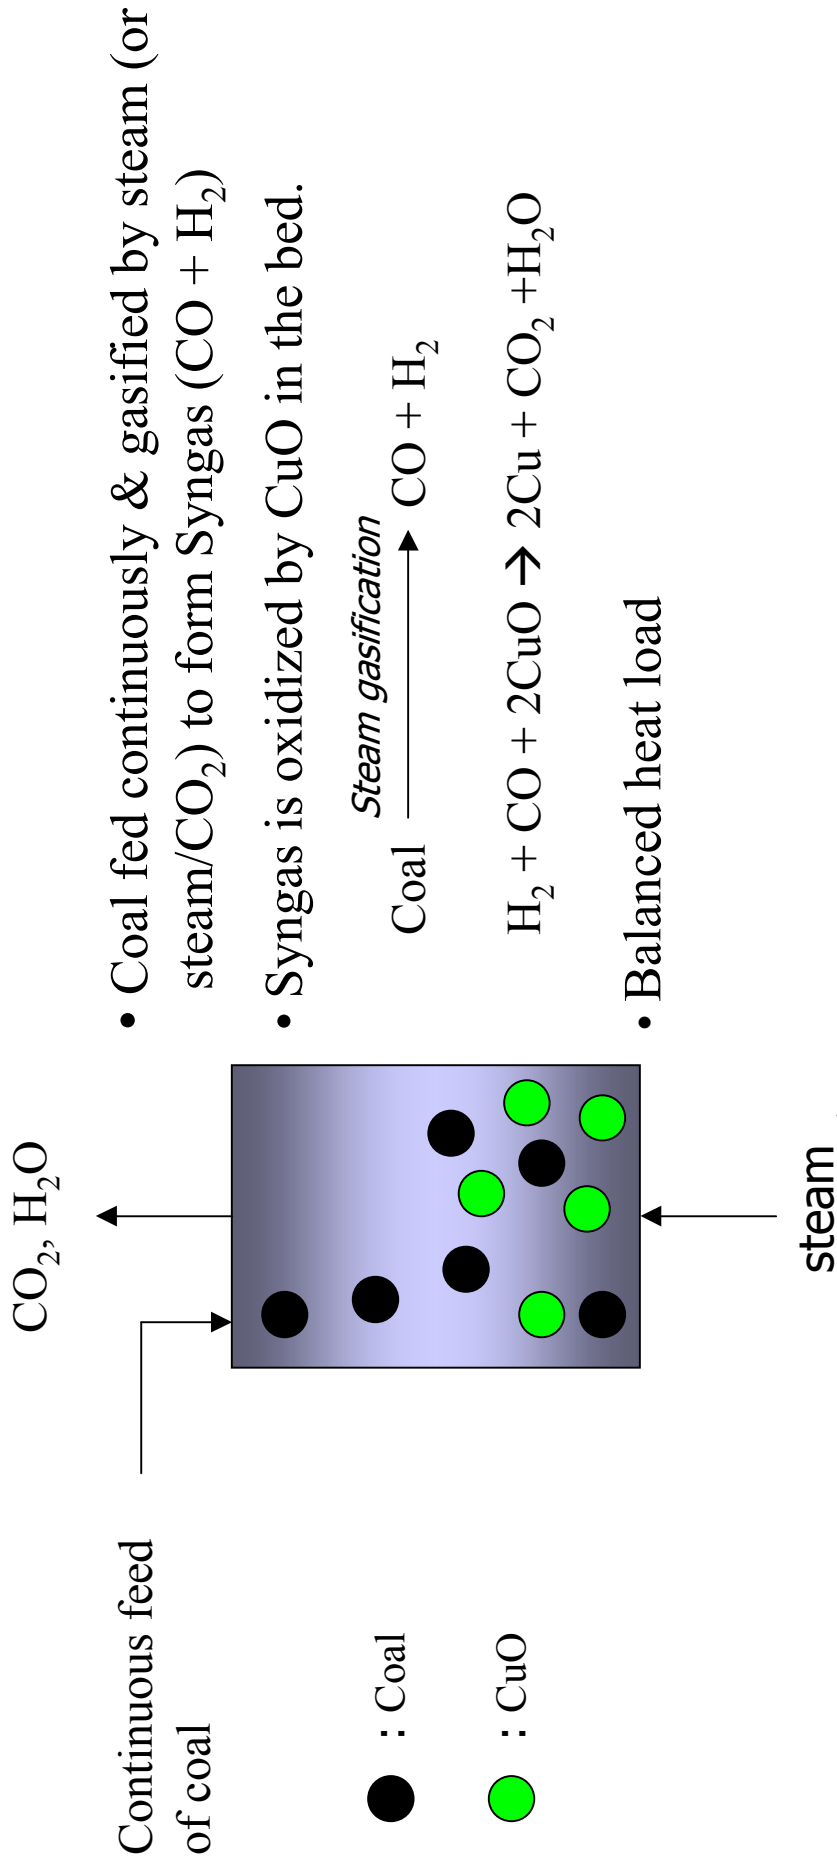 Continuous feed
of coal
CO₂, H₂O
: Coal
: CuO
steam
• Coal fed continuously & gasified by steam (or
steam/CO₂) to form Syngas (CO + H₂)
• Syngas is oxidized by CuO in the bed.
Steam gasification
Coal → CO + H₂
H₂ + CO + 2CuO → 2Cu + CO₂ +H₂O
• Balanced heat load